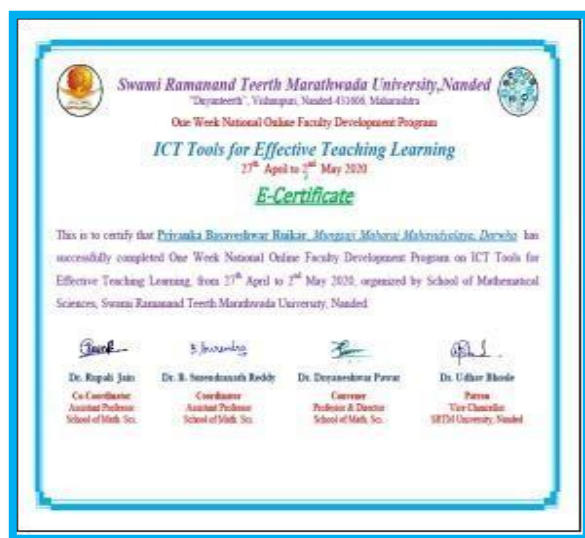 Swami Ramanand Teerth Marathwada University,Nanded
"Dnyanteerth", Vishnupuri, Nanded-431606, Maharashtra
One Week National Online Faculty Development Program
ICT Tools for Effective Teaching Learning
27th April to 2nd May 2020
E-Certificate
This is to certify that Priyanka Basaveshwar Ruikar, Mungsaji Maharaj Mahavidyalaya, Darwha has
successfully completed One Week National Online Faculty Development Program on ICT Tools for
Effective Teaching Learning, from 27th April to 2nd May 2020, organized by School of Mathematical
Sciences, Swami Ramanand Teerth Marathwada University, Nanded
Dr. Rupali Jain Dr. B. Surendranath Reddy Dr. Dnyaneshwar Pawar Dr. Udhav Bhosle
Co-Coordinator Coordinator Convener Patron
Assistant Professor Assistant Professor Professor & Director Vice Chancellor
School of Math. Sci. School of Math. Sci. School of Math. Sci. SRTM University, Nanded